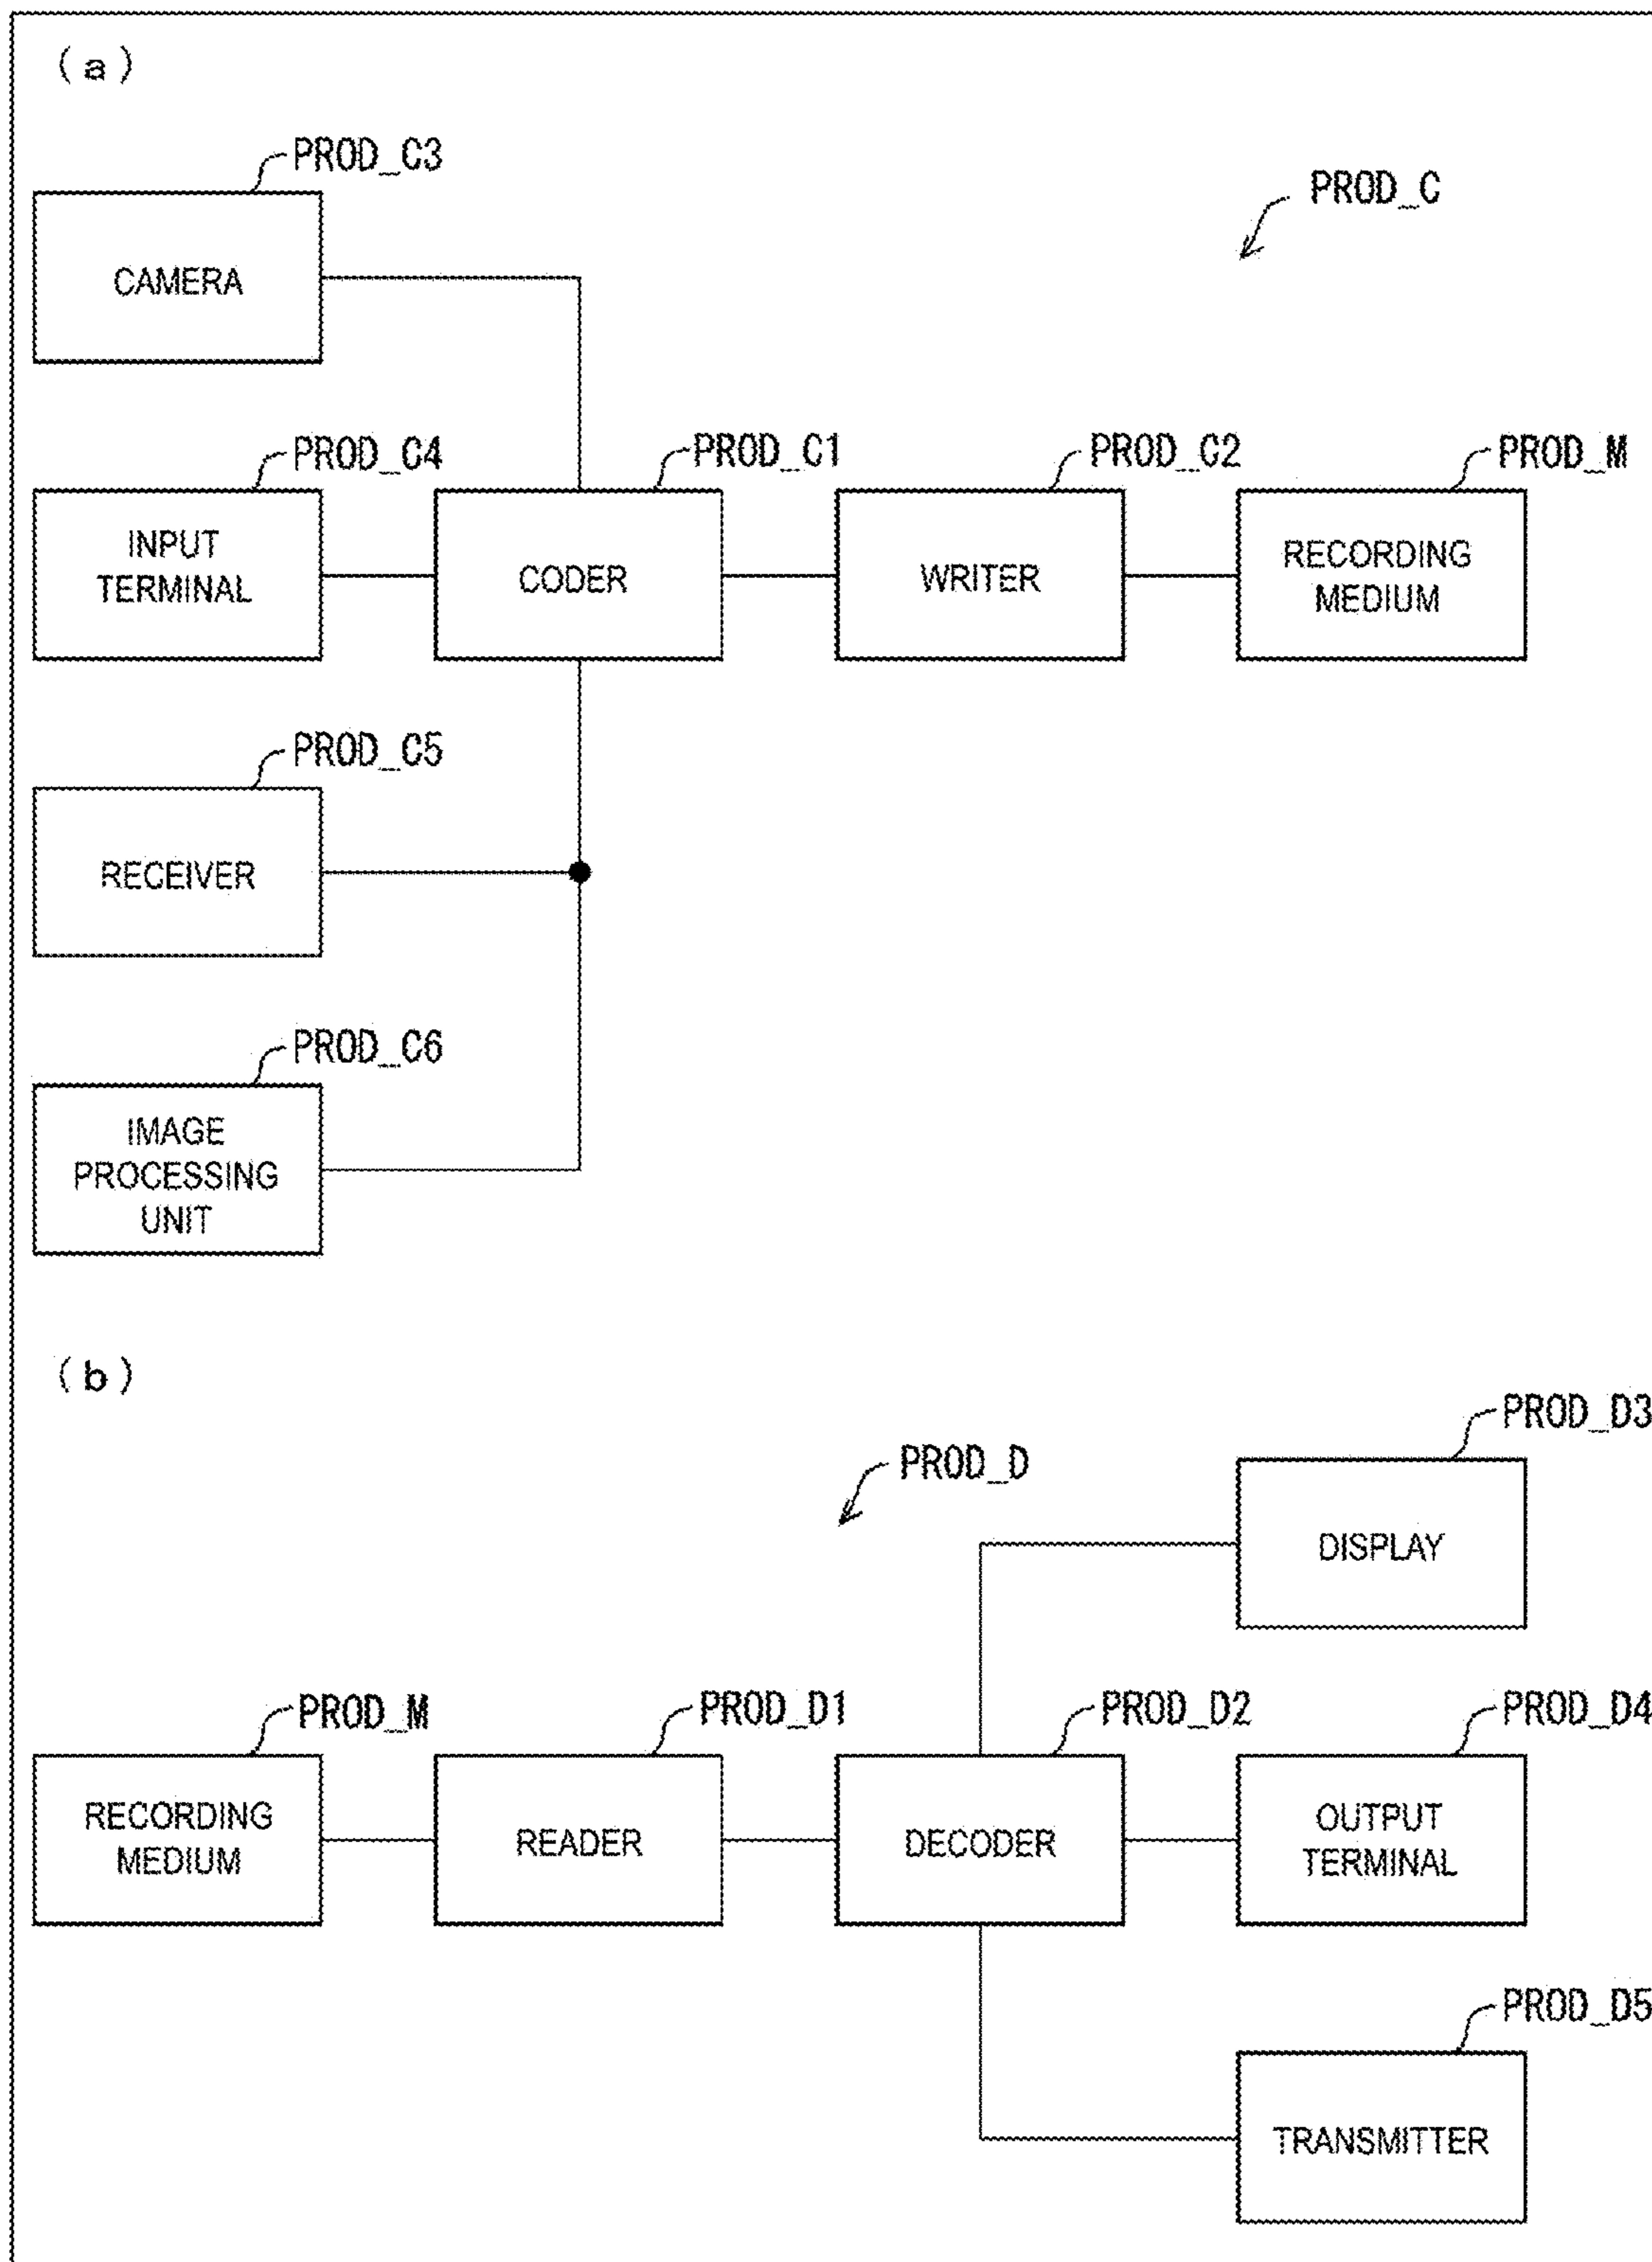 (a)
PROD_C3
PROD_C
CAMERA
PROD_C4
PROD_C1
PROD_C2
PROD_M
INPUT
TERMINAL
CODER
WRITER
RECORDING
MEDIUM
PROD_C5
RECEIVER
PROD_C6
IMAGE
PROCESSING
UNIT
(b)
PROD_D3
PROD_D
DISPLAY
PROD_M
PROD_D1
PROD_D2
PROD_D4
RECORDING
MEDIUM
READER
DECODER
OUTPUT
TERMINAL
PROD_D5
TRANSMITTER